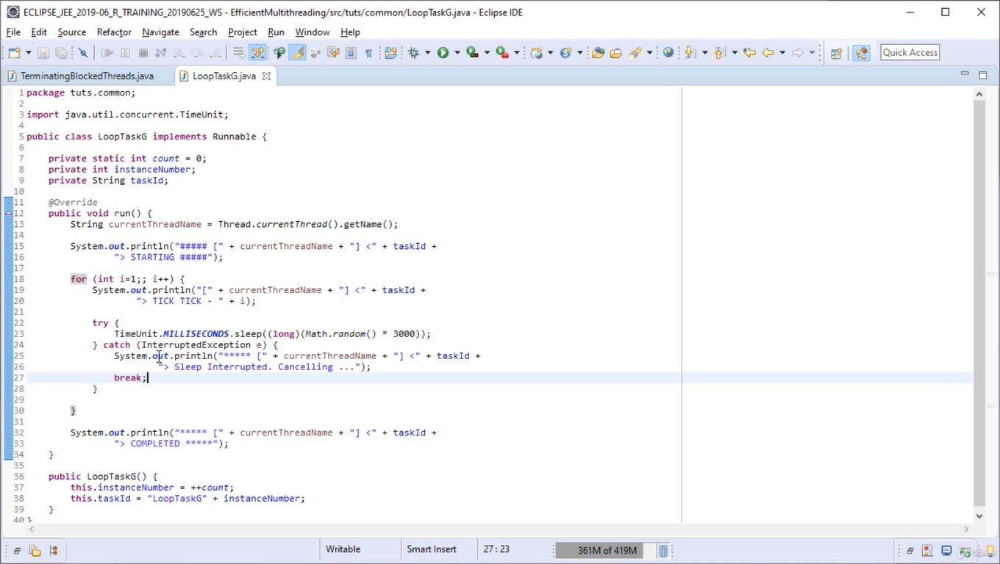 ECLIPSE_JEE_2019-06_R_TRAINING_20190625_WS - EfficientMultithreading/src/tuts/common/LoopTaskG.java - Eclipse IDE
File Edit Source Refactor Navigate Search Project Run Window Help
Quick Access
TerminatingBlockedThreads.java LoopTaskG.java
1 package tuts.common;
2
3 import java.util.concurrent.TimeUnit;
4
5 public class LoopTaskG implements Runnable {
6
7 private static int count = 0;
8 private int instanceNumber;
9 private String taskId;
10
11 @Override
12 public void run() {
13 String currentThreadName = Thread.currentThread().getName();
14
15 System.out.println("##### [" + currentThreadName + "] <" + taskId +
16 "> STARTING #####");
17
18 for (int i=1;; i++) {
19 System.out.println("[" + currentThreadName + "] <" + taskId +
20 "> TICK TICK - " + i);
21
22 try {
23 TimeUnit.MILLISECONDS.sleep((long)(Math.random() * 3000));
24 } catch (InterruptedException e) {
25 System.out.println("***** [" + currentThreadName + "] <" + taskId +
26 "> Sleep Interrupted. Cancelling ...");
27 break;
28 }
29
30 }
31
32 System.out.println("***** [" + currentThreadName + "] <" + taskId +
33 "> COMPLETED *****");
34 }
35
36 public LoopTaskG() {
37 this.instanceNumber = ++count;
38 this.taskId = "LoopTaskG" + instanceNumber;
39 }
40 }
Writable Smart Insert 27 : 23 361M of 419M